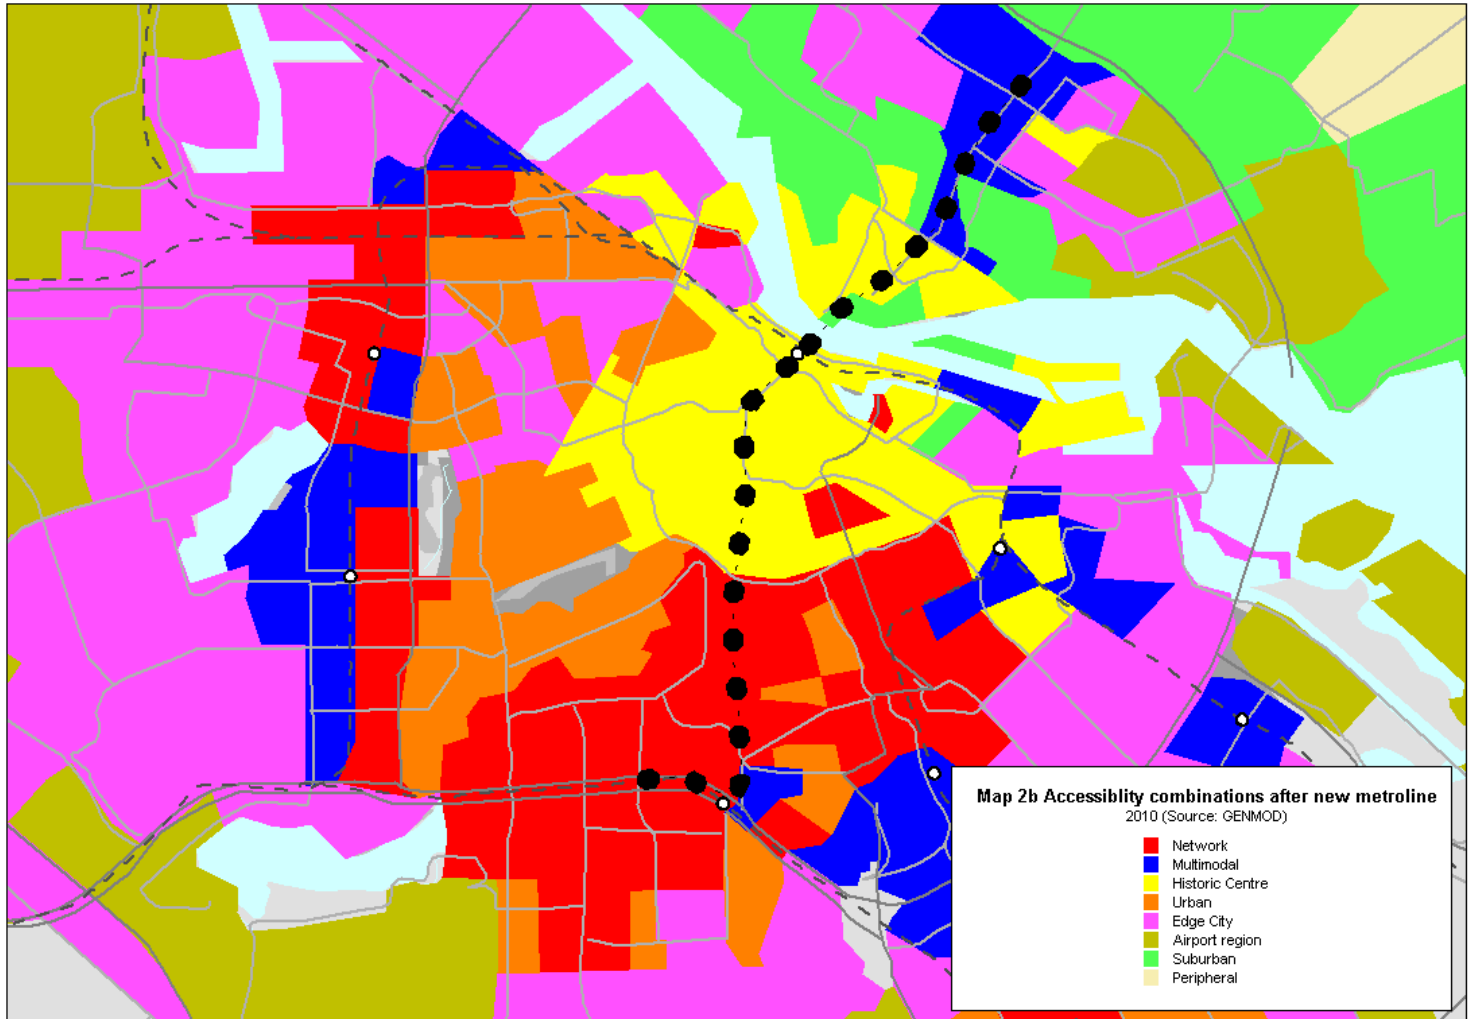 Map 2b Accessiblity combinations after new metroline
2010 (Source: GENMOD)
Network
Multimodal
Historic Centre
Urban
Edge City
Airport region
Suburban
Peripheral